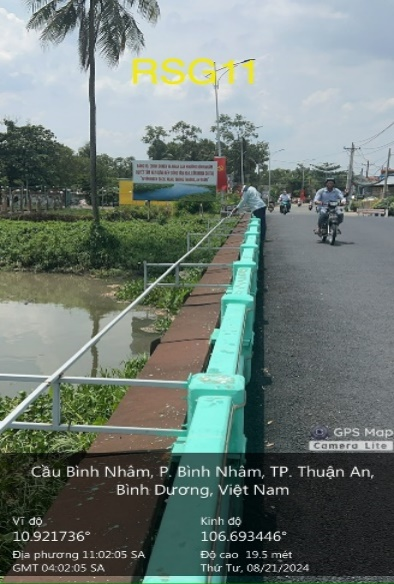 RSG11
GPS Map
Camera Lite
Cầu Bình Nhâm, P. Bình Nhâm, TP. Thuận An,
Bình Dương, Việt Nam
Vĩ độ
10.921736°
Kinh độ
106.693446°
Địa phương 11:02:05 SA
GMT 04:02:05 SA
Độ cao 19.5 mét
Thứ Tư, 08/21/2024